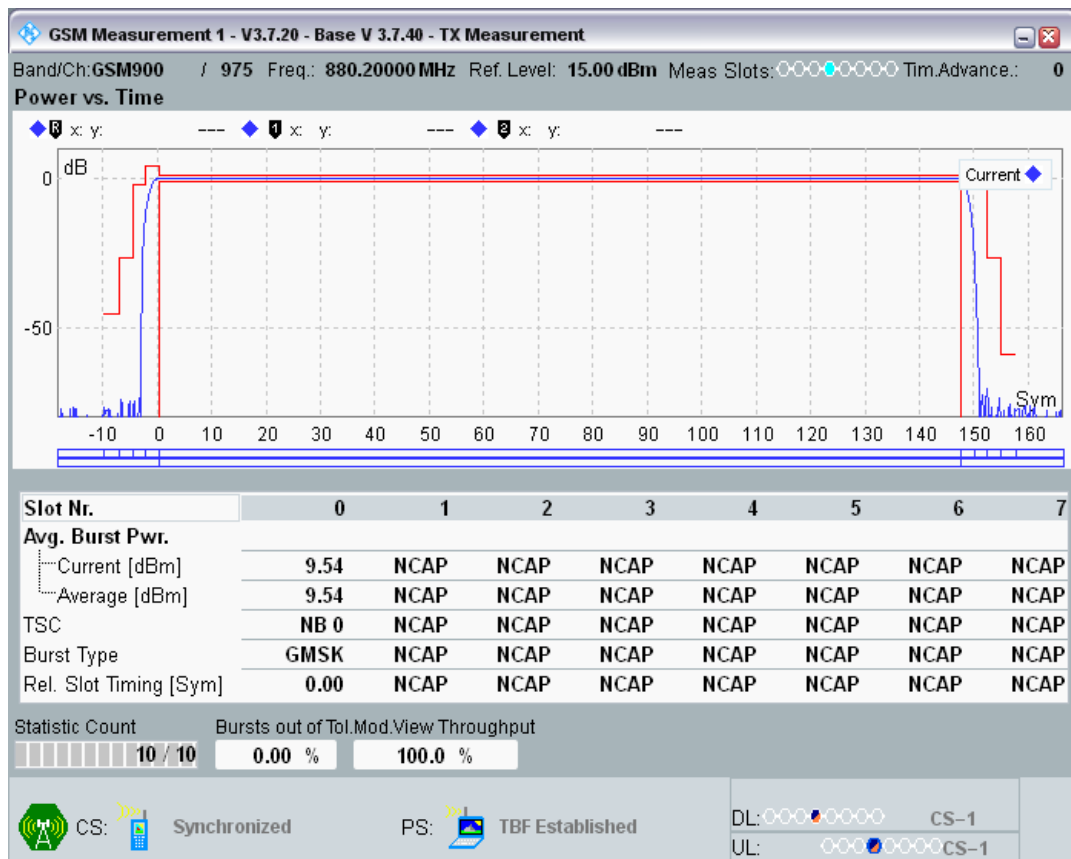 GSM Measurement 1 - V3.7.20 - Base V 3.7.40 - TX Measurement
Band/Ch:GSM900 / 975 Freq.: 880.20000 MHz Ref. Level: 15.00 dBm Meas Slots: Tim.Advance.: 0
Power vs. Time
R x: y: --- 1 x: y: --- 2 x: y: ---
dB
Current
0
-50
Sym
-10 0 10 20 30 40 50 60 70 80 90 100 110 120 130 140 150 160
Slot Nr. 0 1 2 3 4 5 6 7
Avg. Burst Pwr.
Current [dBm] 9.54 NCAP NCAP NCAP NCAP NCAP NCAP NCAP
Average [dBm] 9.54 NCAP NCAP NCAP NCAP NCAP NCAP NCAP
TSC NB 0 NCAP NCAP NCAP NCAP NCAP NCAP NCAP
Burst Type GMSK NCAP NCAP NCAP NCAP NCAP NCAP NCAP
Rel. Slot Timing [Sym] 0.00 NCAP NCAP NCAP NCAP NCAP NCAP NCAP
Statistic Count Bursts out of Tol.Mod.View Throughput
10 / 10 0.00 % 100.0 %
CS: Synchronized PS: TBF Established
DL: CS-1
UL: CS-1